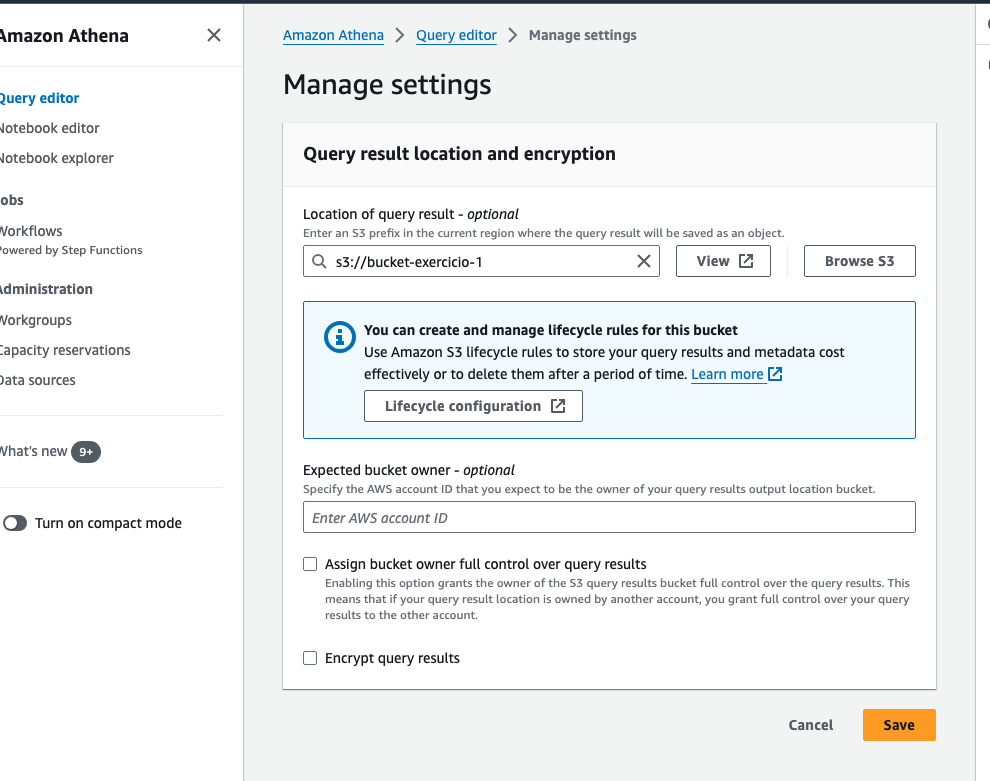 Amazon Athena
Query editor
Notebook editor
Notebook explorer
Jobs
Workflows
Powered by Step Functions
Administration
Workgroups
Capacity reservations
Data sources
What's new 9+
Turn on compact mode
Amazon Athena > Query editor > Manage settings
Manage settings
Query result location and encryption
Location of query result - optional
Enter an S3 prefix in the current region where the query result will be saved as an object.
s3://bucket-exercicio-1
View
Browse S3
You can create and manage lifecycle rules for this bucket
Use Amazon S3 lifecycle rules to store your query results and metadata cost
effectively or to delete them after a period of time. Learn more
Lifecycle configuration
Expected bucket owner - optional
Specify the AWS account ID that you expect to be the owner of your query results output location bucket.
Enter AWS account ID
Assign bucket owner full control over query results
Enabling this option grants the owner of the S3 query results bucket full control over the query results. This
means that if your query result location is owned by another account, you grant full control over your query
results to the other account.
Encrypt query results
Cancel
Save